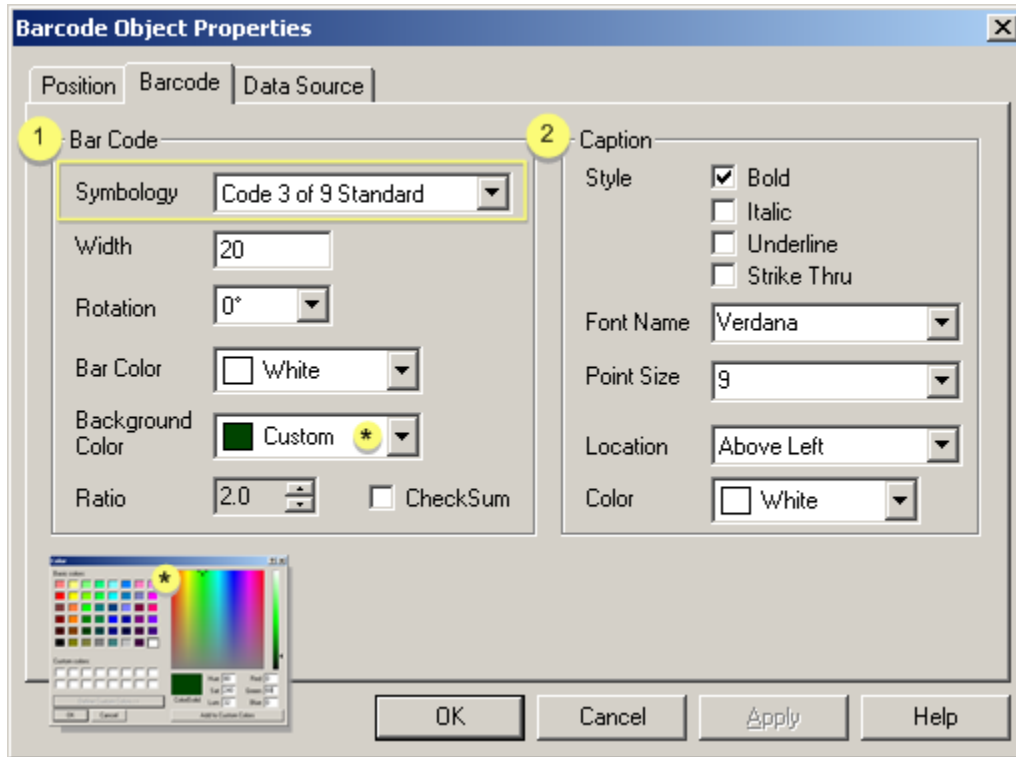 Barcode Object Properties
Position Barcode Data Source
1 Bar Code
Symbology Code 3 of 9 Standard
Width 20
Rotation 0°
Bar Color White
Background Color Custom *
Ratio 2.0 CheckSum
2 Caption
Style Bold
Italic
Underline
Strike Thru
Font Name Verdana
Point Size 9
Location Above Left
Color White
*
OK Cancel Apply Help